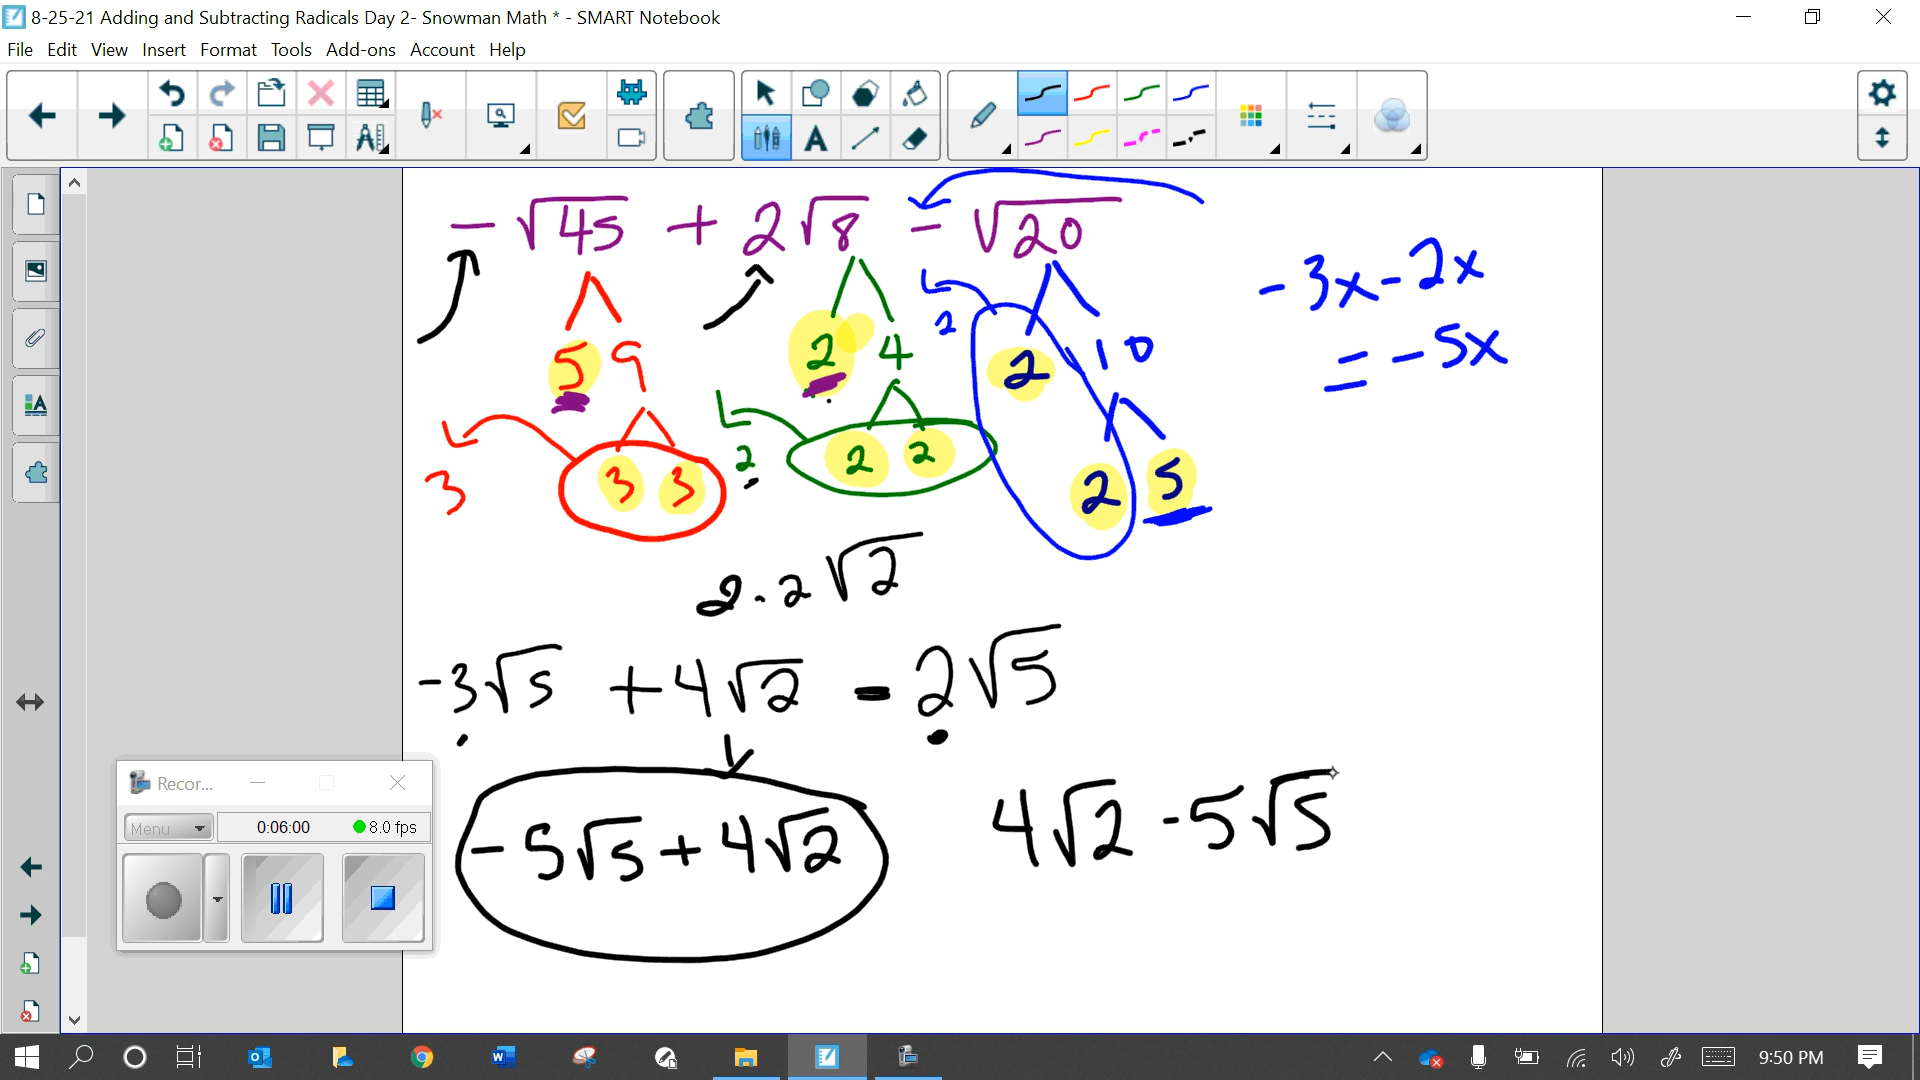 8-25-21 Adding and Subtracting Radicals Day 2- Snowman Math * - SMART Notebook
File Edit View Insert Format Tools Add-ons Account Help
- √45 + 2√8 - √20
-3x-2x
= -5x
5 9
2 4
2
2 10
3
3 3
2
2 2
2 5
2·2√2
-3√5 +4√2 - 2√5
-5√5+4√2
4√2 -5√5
Recor...
Menu 0:06:00 8.0 fps
9:50 PM